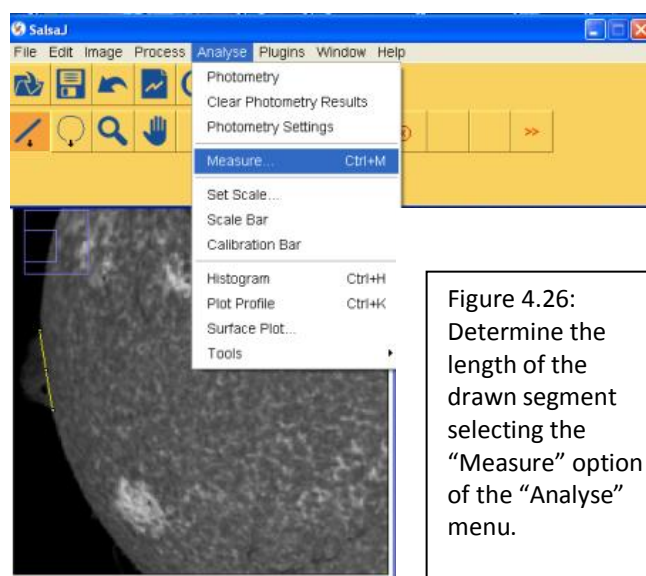 SalsaJ
File Edit Image Process Analyse Plugins Window Help
Photometry
Clear Photometry Results
Photometry Settings
>>
Measure... Ctrl+M
Set Scale...
Scale Bar
Calibration Bar
Histogram Ctrl+H
Plot Profile Ctrl+K
Surface Plot...
Tools
Figure 4.26:
Determine the
length of the
drawn segment
selecting the
“Measure” option
of the “Analyse”
menu.